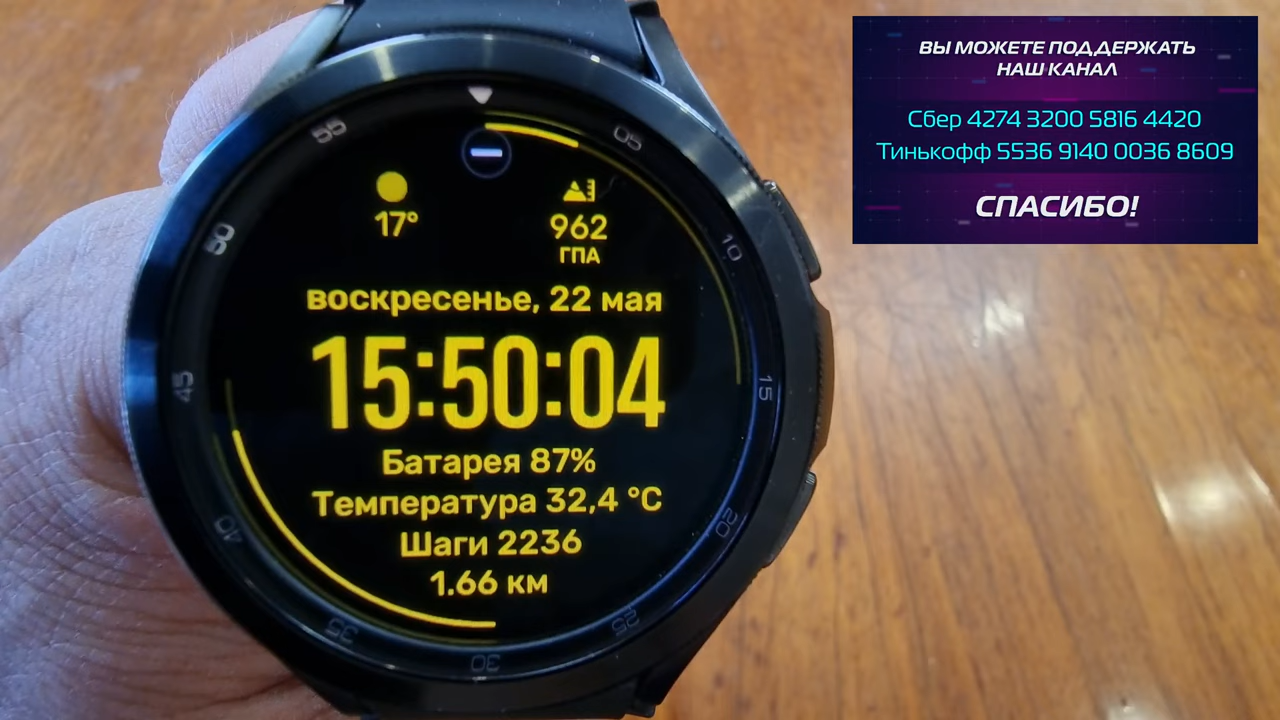 55
05
50
10
45
15
40
20
35
25
30
17°
962
ГПА
воскресенье, 22 мая
15:50:04
Батарея 87%
Температура 32,4 °C
Шаги 2236
1.66 км
ВЫ МОЖЕТЕ ПОДДЕРЖАТЬ
НАШ КАНАЛ
Сбер 4274 3200 5816 4420
Тинькофф 5536 9140 0036 8609
СПАСИБО!